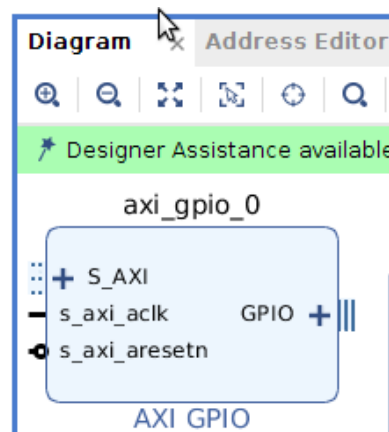 Diagram Address Editor
Designer Assistance available
axi_gpio_0
S_AXI
s_axi_aclk GPIO
s_axi_aresetn
AXI GPIO